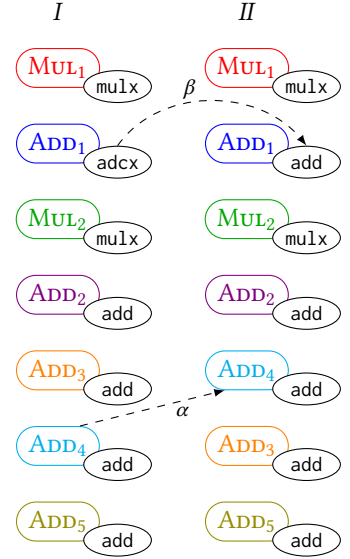 I II
MUL₁ mulx MUL₁ mulx
β
ADD₁ adcx ADD₁ add
MUL₂ mulx MUL₂ mulx
ADD₂ add ADD₂ add
ADD₃ add ADD₄ add
α
ADD₄ add ADD₃ add
ADD₅ add ADD₅ add